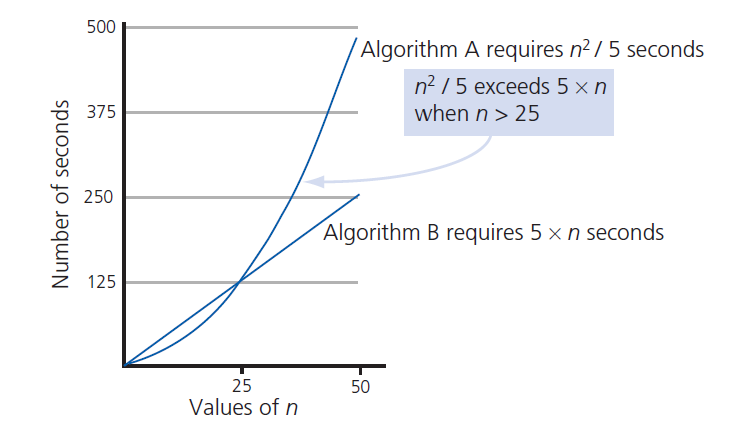 500
Algorithm A requires n² / 5 seconds
n² / 5 exceeds 5 × n
when n > 25
375
250
Algorithm B requires 5 × n seconds
125
Number of seconds
25
50
Values of n